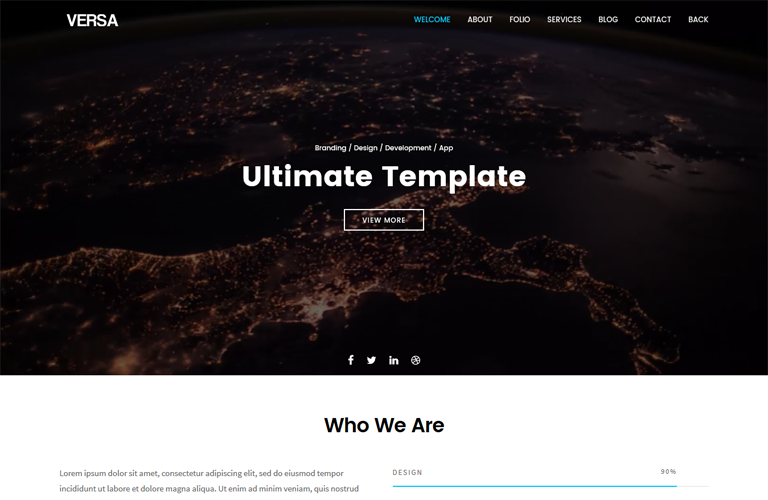 VERSA
WELCOME ABOUT FOLIO SERVICES BLOG CONTACT BACK
Branding / Design / Development / App
Ultimate Template
VIEW MORE
Who We Are
Lorem ipsum dolor sit amet, consectetur adipiscing elit, sed do eiusmod tempor
incididunt ut labore et dolore magna aliqua. Ut enim ad minim veniam, quis nostrud
DESIGN 90%